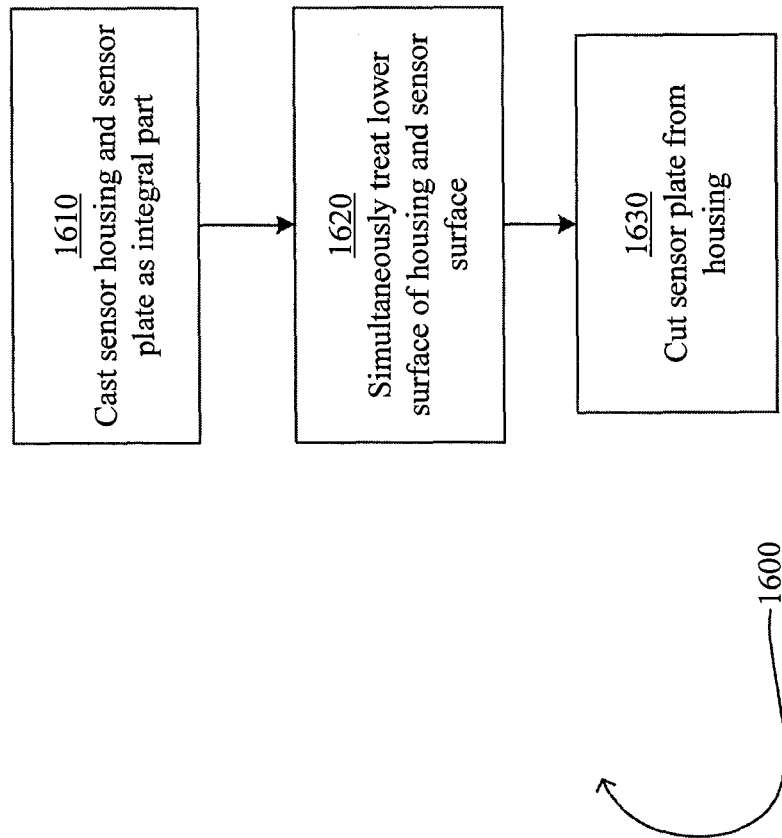 1610
Cast sensor housing and sensor
plate as integral part
1620
Simultaneously treat lower
surface of housing and sensor
surface
1630
Cut sensor plate from
housing
1600